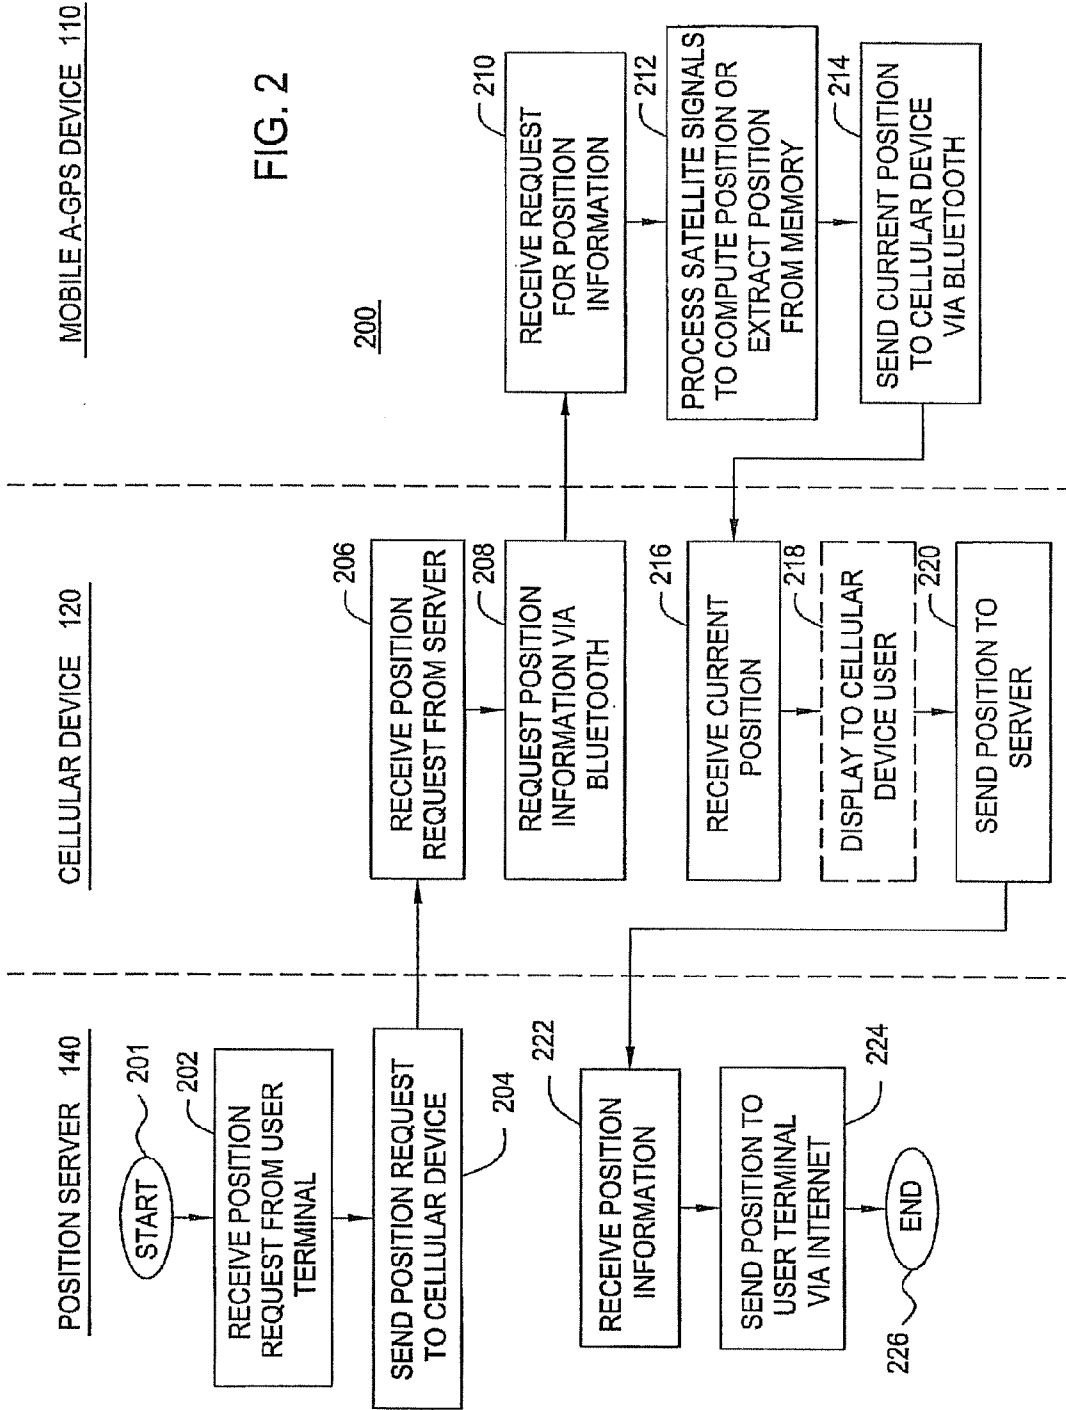 POSITION SERVER 140
CELLULAR DEVICE 120
MOBILE A-GPS DEVICE 110
FIG. 2
200
START
201
202
RECEIVE POSITION
REQUEST FROM USER
TERMINAL
SEND POSITION REQUEST
TO CELLULAR DEVICE
204
206
RECEIVE POSITION
REQUEST FROM SERVER
208
REQUEST POSITION
INFORMATION VIA
BLUETOOTH
210
RECEIVE REQUEST
FOR POSITION
INFORMATION
212
PROCESS SATELLITE SIGNALS
TO COMPUTE POSITION OR
EXTRACT POSITION
FROM MEMORY
214
SEND CURRENT POSITION
TO CELLULAR DEVICE
VIA BLUETOOTH
216
RECEIVE CURRENT
POSITION
218
DISPLAY TO CELLULAR
DEVICE USER
220
SEND POSITION TO
SERVER
222
RECEIVE POSITION
INFORMATION
SEND POSITION TO
USER TERMINAL
VIA INTERNET
224
END
226